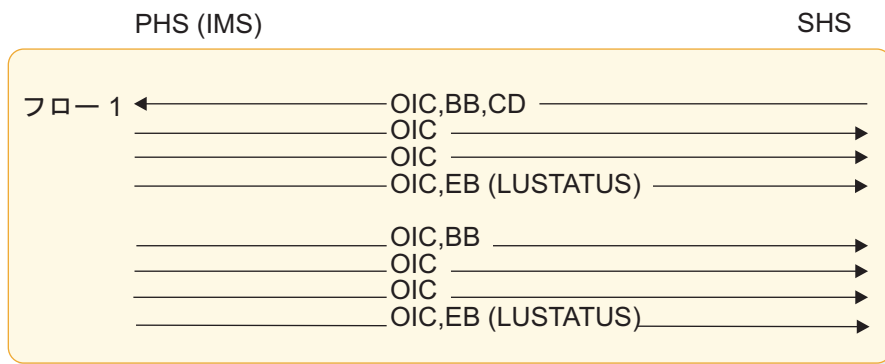 PHS (IMS) SHS
フロー 1 OIC,BB,CD
OIC
OIC
OIC,EB (LUSTATUS)
OIC,BB
OIC
OIC
OIC,EB (LUSTATUS)